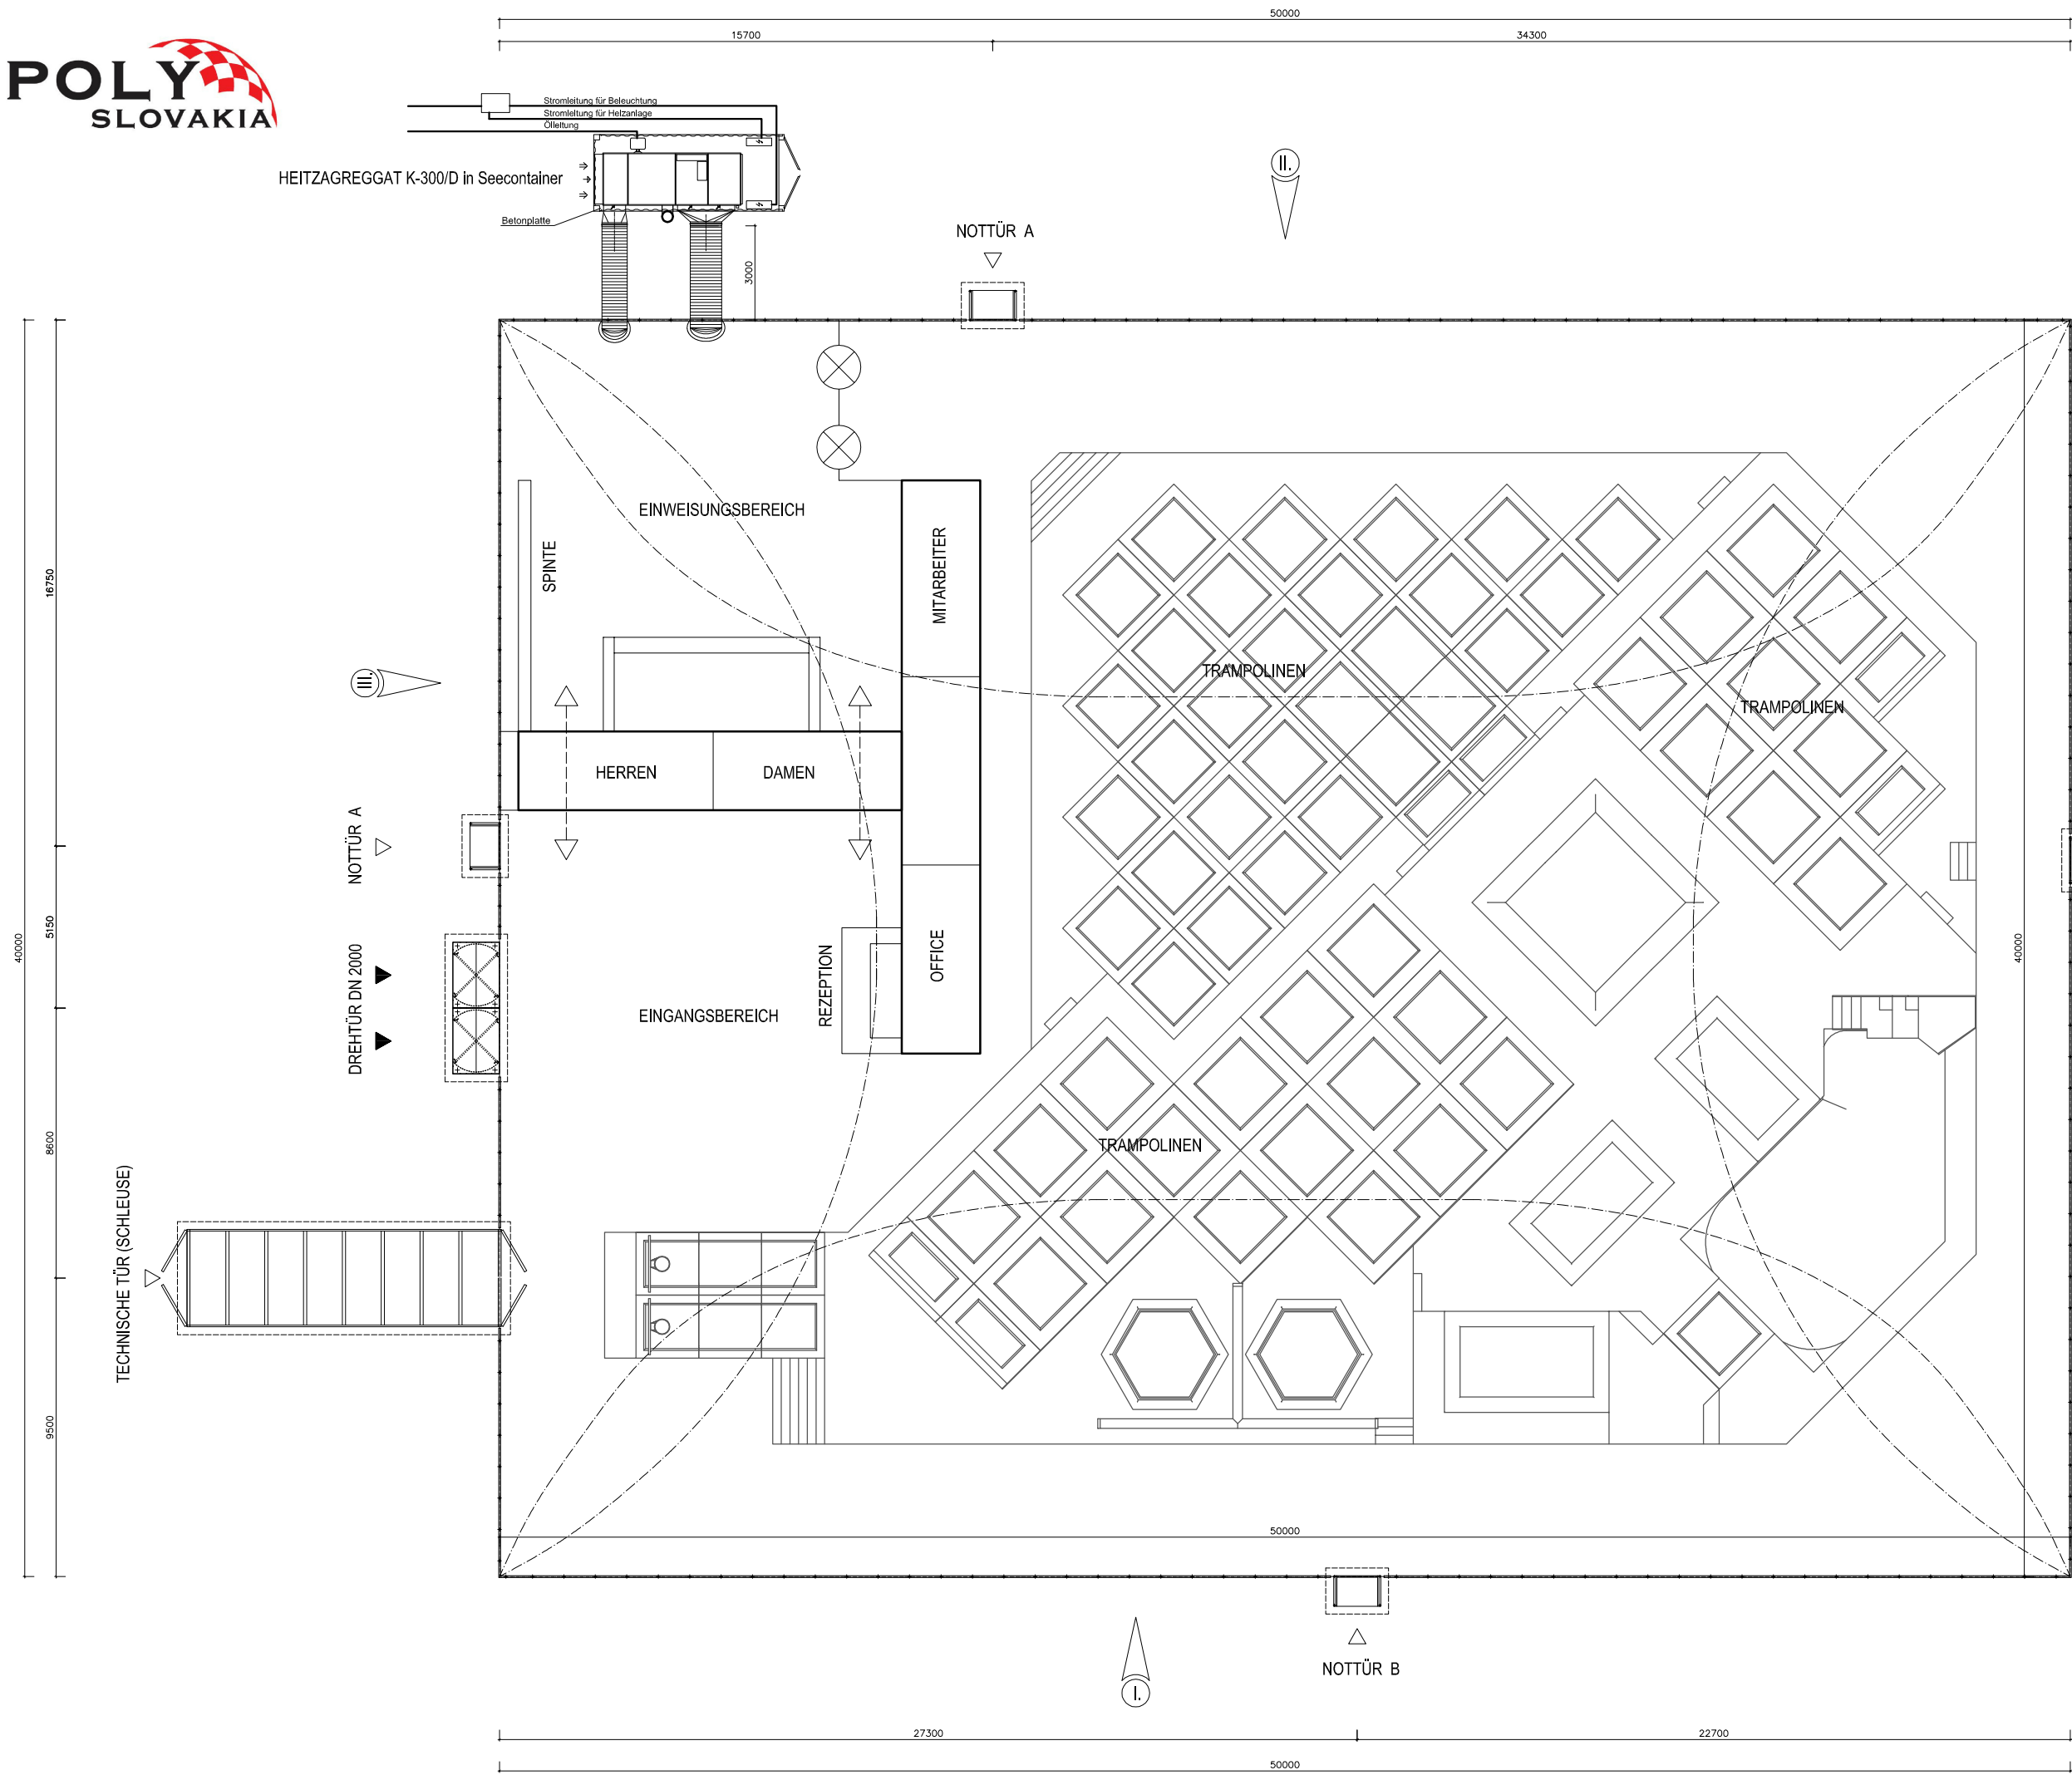 50000
15700
34300
POLY
SLOVAKIA
Stromleitung für Beleuchtung
Stromleitung für Heizanlage
Ölleitung
HEITZAGREGGAT K-300/D in Seecontainer
Betonplatte
3000
NOTTÜR A
II.
EINWEISUNGSBEREICH
SPINTE
MITARBEITER
16750
TRAMPOLINEN
TRAMPOLINEN
III.
HERREN
DAMEN
NOTTÜR A
5150
40000
DREHTÜR DN 2000
REZEPTION
OFFICE
40000
EINGANGSBEREICH
8600
TRAMPOLINEN
TECHNISCHE TÜR (SCHLEUSE)
9500
50000
I.
NOTTÜR B
27300
22700
50000